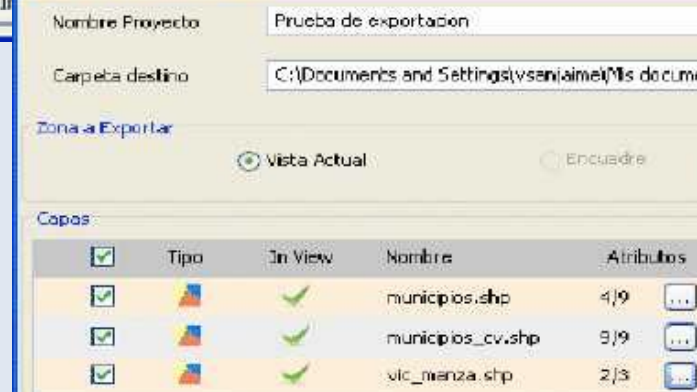 Nombre Proyecto Prueba de exportacion
Carpeta destino C:\Documents and Settings\vsanjaime\Mis docume
Zona a Exportar
Vista Actual Encuadre
Capas
Tipo In View Nombre Atributos
municipios.shp 4/9 ...
municipios_cv.shp 9/9 ...
vic_manza.shp 2/3 ...